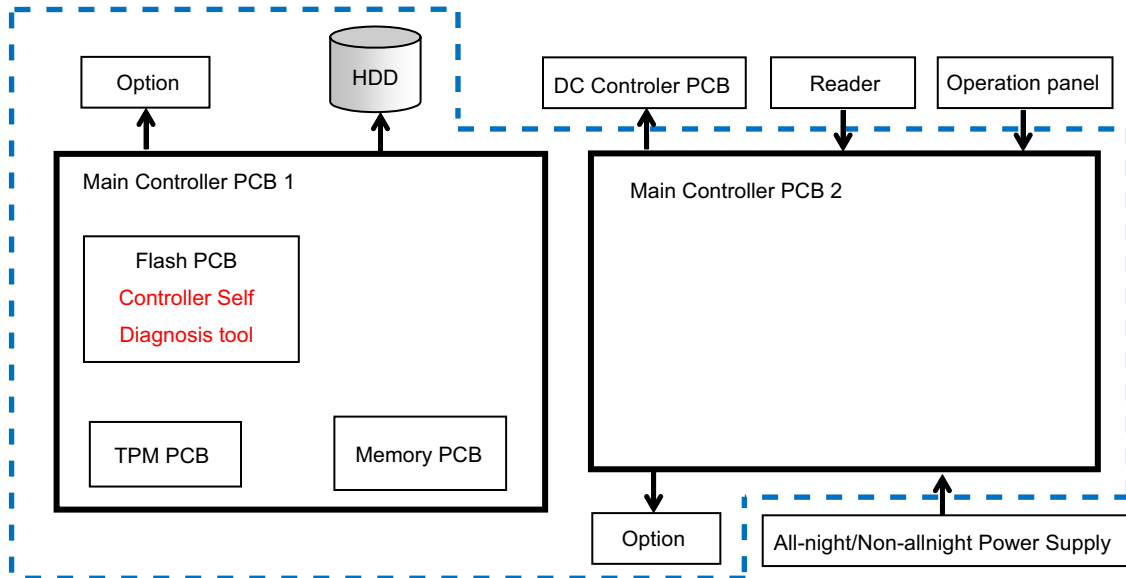 Option
HDD
DC Controler PCB
Reader
Operation panel
Main Controller PCB 1
Main Controller PCB 2
Flash PCB
Controller Self
Diagnosis tool
TPM PCB
Memory PCB
Option
All-night/Non-allnight Power Supply